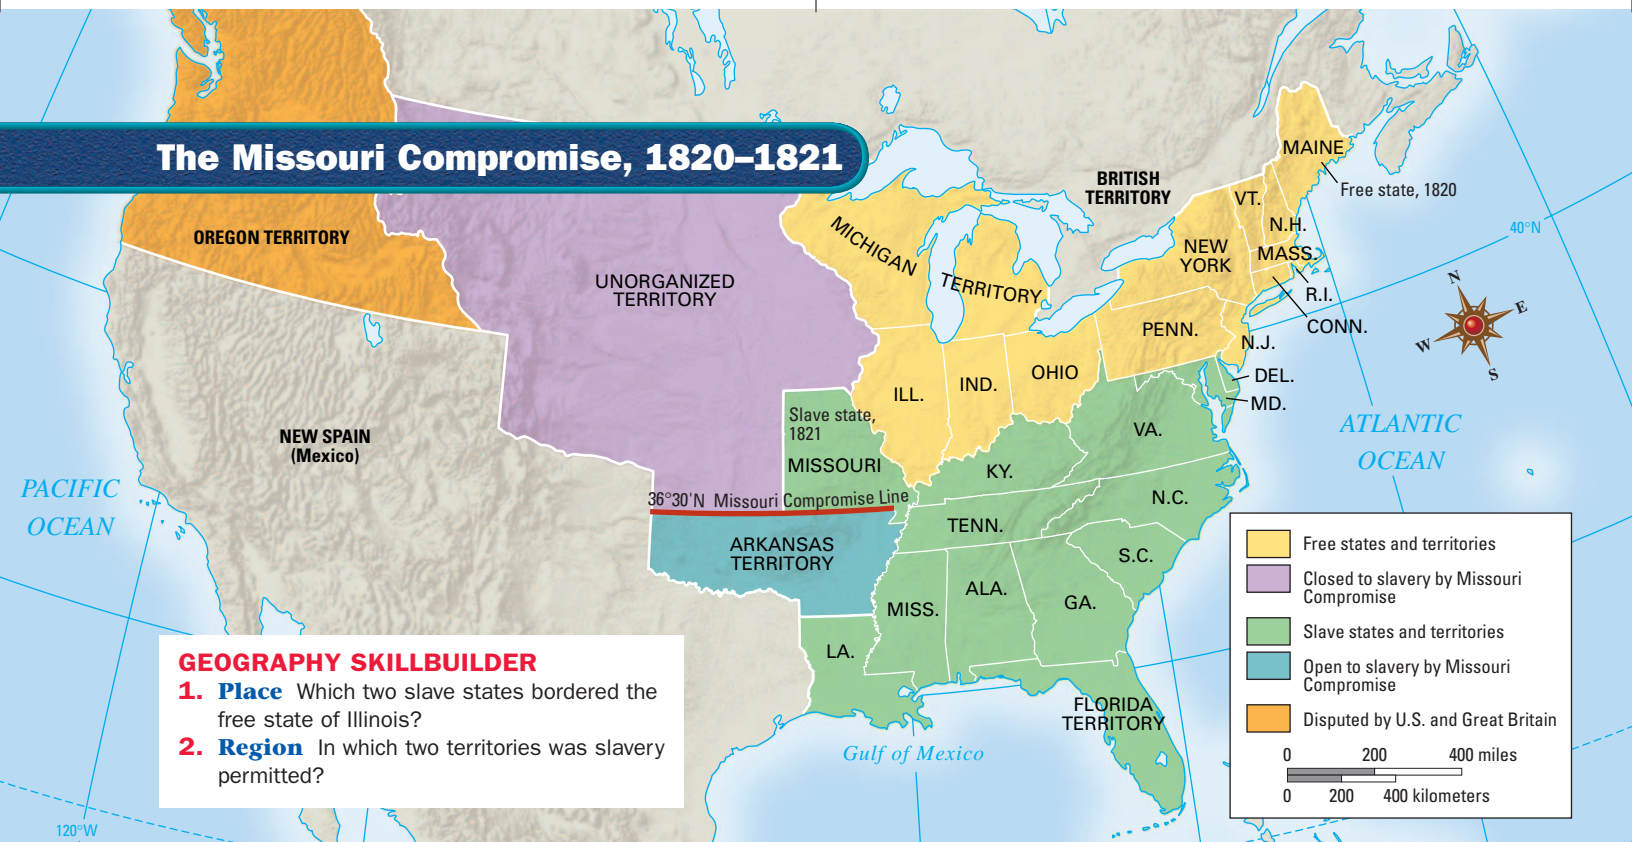 The Missouri Compromise, 1820–1821
MAINE
Free state, 1820
BRITISH
TERRITORY
VT.
N.H.
MASS.
NEW
YORK
R.I.
CONN.
40°N
N
E
W
S
OREGON TERRITORY
UNORGANIZED
TERRITORY
MICHIGAN
TERRITORY
PENN.
N.J.
DEL.
MD.
ILL.
IND.
OHIO
ATLANTIC
OCEAN
NEW SPAIN
(Mexico)
PACIFIC
OCEAN
Slave state,
1821
MISSOURI
36°30'N Missouri Compromise Line
KY.
VA.
N.C.
TENN.
S.C.
ARKANSAS
TERRITORY
MISS.
ALA.
GA.
LA.
FLORIDA
TERRITORY
Gulf of Mexico
120°W
GEOGRAPHY SKILLBUILDER
1. Place Which two slave states bordered the
free state of Illinois?
2. Region In which two territories was slavery
permitted?
Free states and territories
Closed to slavery by Missouri
Compromise
Slave states and territories
Open to slavery by Missouri
Compromise
Disputed by U.S. and Great Britain
0 200 400 miles
0 200 400 kilometers